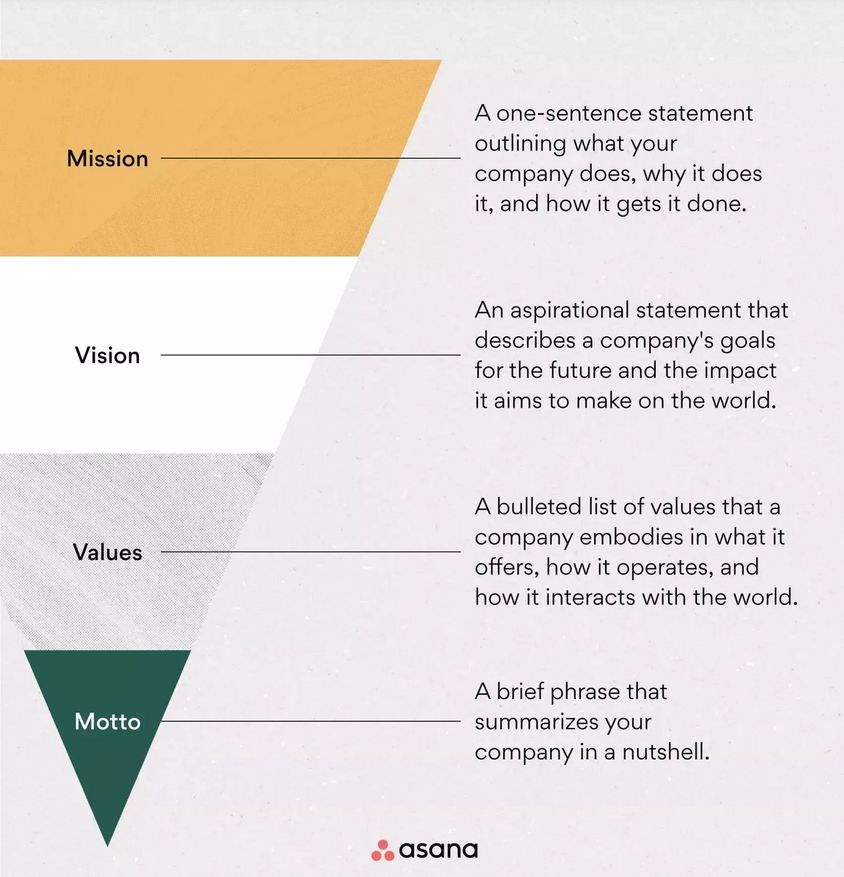 Mission
A one-sentence statement
outlining what your
company does, why it does
it, and how it gets it done.
Vision
An aspirational statement that
describes a company's goals
for the future and the impact
it aims to make on the world.
Values
A bulleted list of values that a
company embodies in what it
offers, how it operates, and
how it interacts with the world.
Motto
A brief phrase that
summarizes your
company in a nutshell.
asana